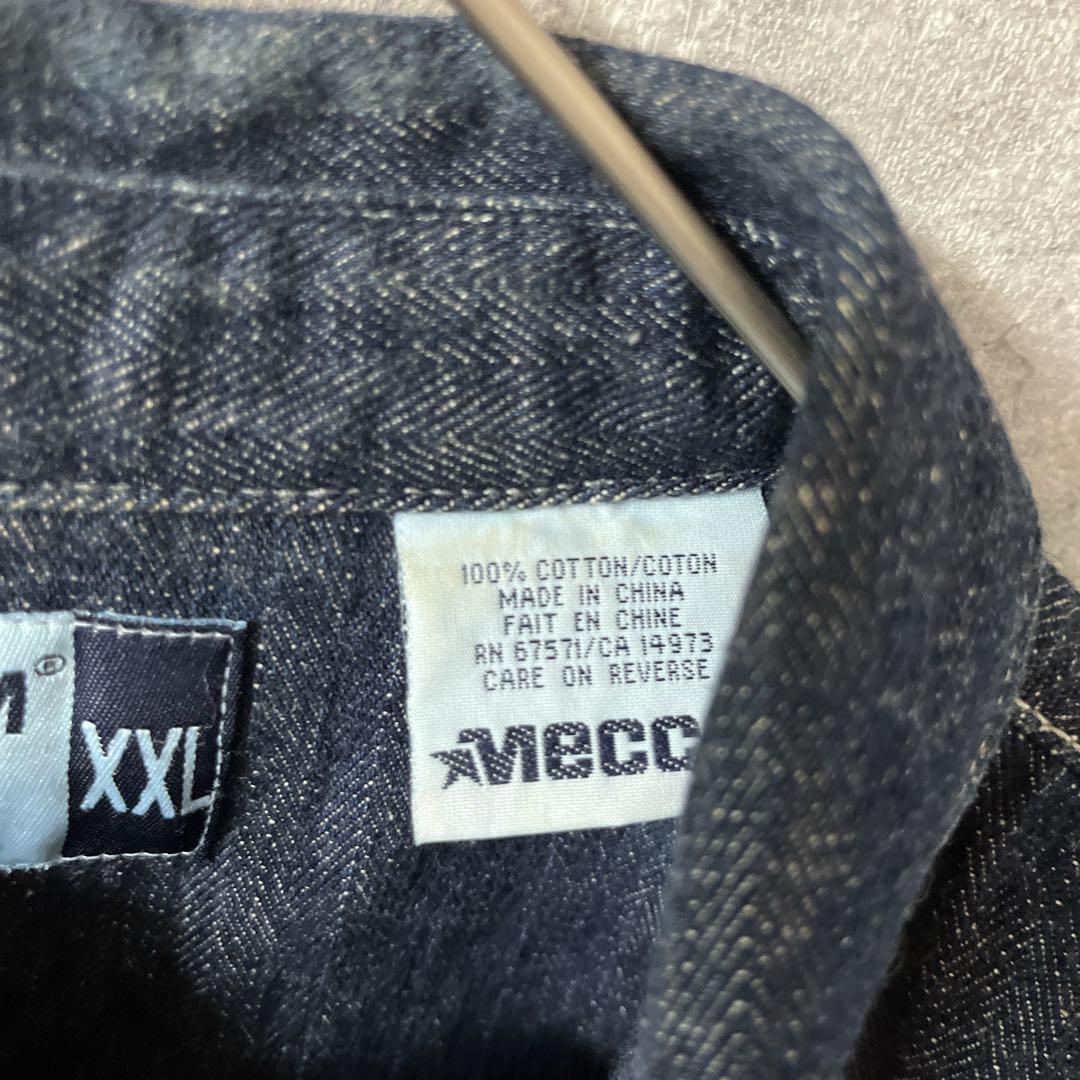 100% COTTON/COTON
MADE IN CHINA
FAIT EN CHINE
RN 67571/CA 14973
CARE ON REVERSE
MECC
M®
XXL